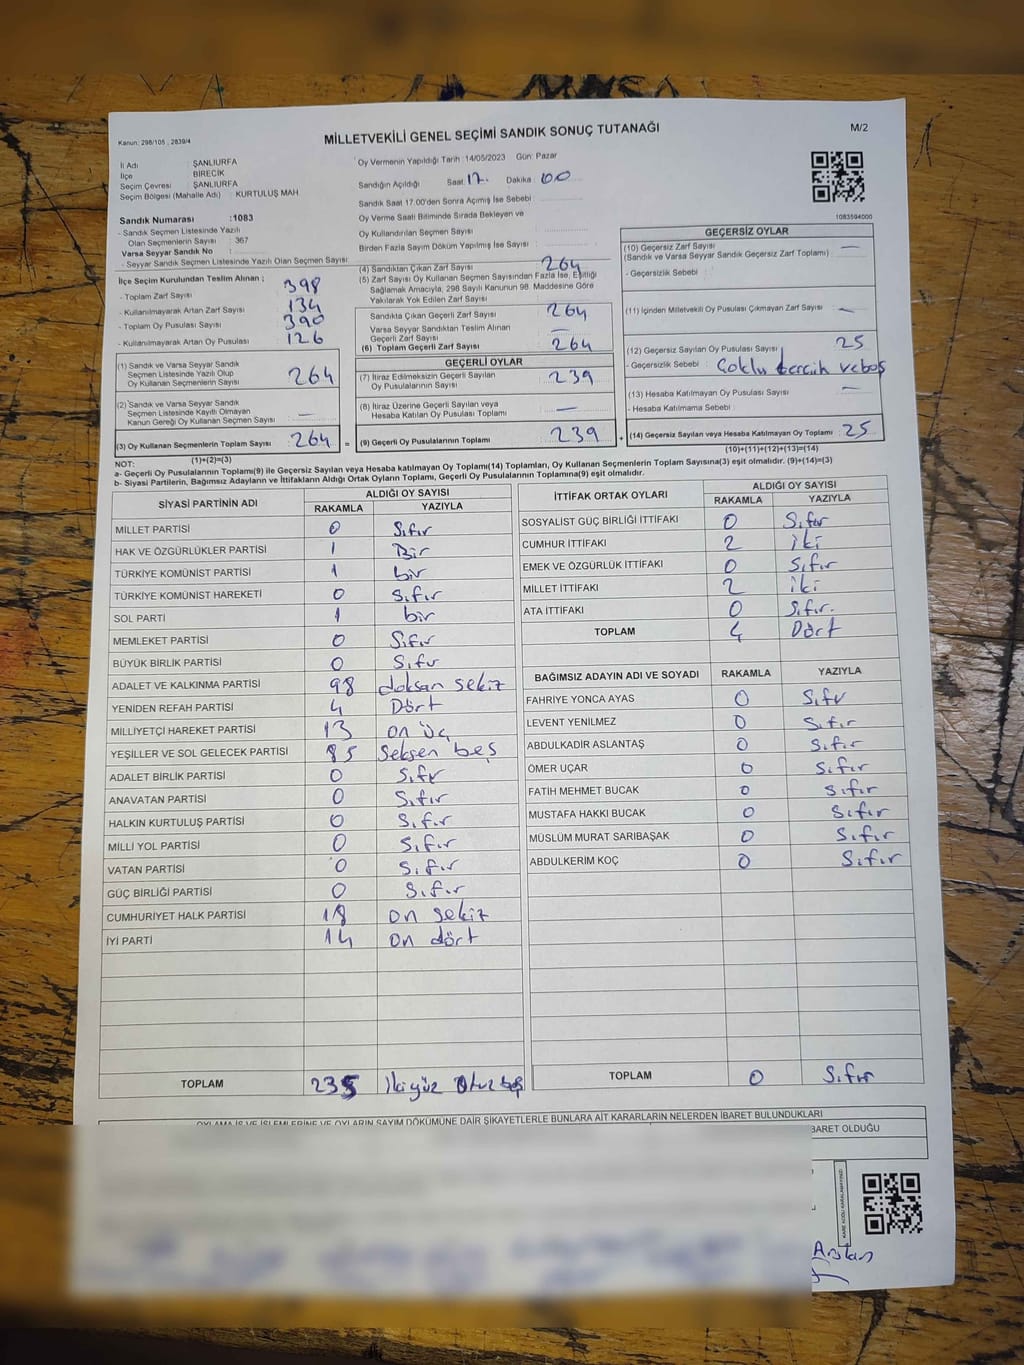 Kanun: 298/105 , 2839/4
MİLLETVEKİLİ GENEL SEÇİMİ SANDIK SONUÇ TUTANAĞI
M/2
İl Adı : ŞANLIURFA
İlçe BİRECİK
Seçim Çevresi : ŞANLIURFA
Seçim Bölgesi (Mahalle Adı) : KURTULUŞ MAH
Sandık Numarası :1083
- Sandık Seçmen Listesinde Yazılı
Olan Seçmenlerin Sayısı : 367
Varsa Seyyar Sandık No :
- Seyyar Sandık Seçmen Listesinde Yazılı Olan Seçmen Sayısı
Oy Vermenin Yapıldığı Tarih :14/05/2023 Gün: Pazar
Sandığın Açıldığı Saat: 17. Dakika : 00
Sandık Saat 17.00'den Sonra Açımış İse Sebebi :
Oy Verme Saati Bitiminde Sırada Bekleyen ve
Oy Kullandırılan Seçmen Sayısı
Birden Fazla Sayım Döküm Yapılmış İse Sayısı :
1083594000
İlçe Seçim Kurulundan Teslim Alınan ;
- Toplam Zarf Sayısı : 398
- Kullanılmayarak Artan Zarf Sayısı : 134
- Toplam Oy Pusulası Sayısı : 390
- Kullanılmayarak Artan Oy Pusulası : 126
(1) Sandık ve Varsa Seyyar Sandık
Seçmen Listesinde Yazılı Olup
Oy Kullanan Seçmenlerin Sayısı : 264
(2) Sandık ve Varsa Seyyar Sandık
Seçmen Listesinde Kayıtlı Olmayan
Kanun Gereği Oy Kullanan Seçmen Sayısı : —
(3) Oy Kullanan Seçmenlerin Toplam Sayısı : 264
(1)+(2)=(3)
(4) Sandıktan Çıkan Zarf Sayısı 264
(5) Zarf Sayısı Oy Kullanan Seçmen Sayısından Fazla İse, Eşitliği
Sağlamak Amacıyla, 298 Sayılı Kanunun 98. Maddesine Göre
Yakılarak Yok Edilen Zarf Sayısı :
Sandıkta Çıkan Geçerli Zarf Sayısı : 264
Varsa Seyyar Sandıktan Teslim Alınan
Geçerli Zarf Sayısı : —
(6) Toplam Geçerli Zarf Sayısı 264
GEÇERLİ OYLAR
(7) İtiraz Edilmeksizin Geçerli Sayılan
Oy Pusulalarının Sayısı : 239
(8) İtiraz Üzerine Geçerli Sayılan veya
Hesaba Katılan Oy Pusulası Toplamı : —
= (9) Geçerli Oy Pusulalarının Toplamı : 239
GEÇERSİZ OYLAR
(10) Geçersiz Zarf Sayısı : —
(Sandık ve Varsa Seyyar Sandık Geçersiz Zarf Toplamı)
- Geçersizlik Sebebi :
(11) İçinden Milletvekili Oy Pusulası Çıkmayan Zarf Sayısı : —
(12) Geçersiz Sayılan Oy Pusulası Sayısı : 25
- Geçersizlik Sebebi : Çoklu tercih ve boş
(13) Hesaba Katılmayan Oy Pusulası Sayısı : —
- Hesaba Katılmama Sebebi :
+ (14) Geçersiz Sayılan veya Hesaba Katılmayan Oy Toplamı : 25
(10)+(11)+(12)+(13)=(14)
NOT:
a- Geçerli Oy Pusulalarının Toplamı(9) ile Geçersiz Sayılan veya Hesaba katılmayan Oy Toplamı(14) Toplamları, Oy Kullanan Seçmenlerin Toplam Sayısına(3) eşit olmalıdır. (9)+(14)=(3)
b- Siyasi Partilerin, Bağımsız Adayların ve İttifakların Aldığı Ortak Oyların Toplamı, Geçerli Oy Pusulalarının Toplamına(9) eşit olmalıdır.
SİYASİ PARTİNİN ADI ALDIĞI OY SAYISI
RAKAMLA YAZIYLA
MİLLET PARTİSİ 0 Sıfır
HAK VE ÖZGÜRLÜKLER PARTİSİ 1 Bir
TÜRKİYE KOMÜNİST PARTİSİ 1 bir
TÜRKİYE KOMÜNİST HAREKETİ 0 Sıfır
SOL PARTİ 1 bir
MEMLEKET PARTİSİ 0 Sıfır
BÜYÜK BİRLİK PARTİSİ 0 Sıfır
ADALET VE KALKINMA PARTİSİ 98 doksan sekiz
YENİDEN REFAH PARTİSİ 4 Dört
MİLLİYETÇİ HAREKET PARTİSİ 13 on üç
YEŞİLLER VE SOL GELECEK PARTİSİ 85 Seksen beş
ADALET BİRLİK PARTİSİ 0 Sıfır
ANAVATAN PARTİSİ 0 Sıfır
HALKIN KURTULUŞ PARTİSİ 0 Sıfır
MİLLİ YOL PARTİSİ 0 Sıfır
VATAN PARTİSİ 0 Sıfır
GÜÇ BİRLİĞİ PARTİSİ 0 Sıfır
CUMHURİYET HALK PARTİSİ 18 on sekiz
İYİ PARTİ 14 on dört
TOPLAM 235 İkiyüz Otuz beş
İTTİFAK ORTAK OYLARI ALDIĞI OY SAYISI
RAKAMLA YAZIYLA
SOSYALİST GÜÇ BİRLİĞİ İTTİFAKI 0 Sıfır
CUMHUR İTTİFAKI 2 iki
EMEK VE ÖZGÜRLÜK İTTİFAKI 0 Sıfır
MİLLET İTTİFAKI 2 iki
ATA İTTİFAKI 0 Sıfır.
TOPLAM 4 Dört
BAĞIMSIZ ADAYIN ADI VE SOYADI RAKAMLA YAZIYLA
FAHRİYE YONCA AYAS 0 Sıfır
LEVENT YENİLMEZ 0 Sıfır
ABDULKADİR ASLANTAŞ 0 Sıfır
ÖMER UÇAR 0 Sıfır
FATİH MEHMET BUCAK 0 Sıfır
MUSTAFA HAKKI BUCAK 0 Sıfır
MÜSLÜM MURAT SARIBAŞAK 0 Sıfır
ABDULKERİM KOÇ 0 Sıfır
TOPLAM 0 Sıfır
OYLAMA İŞ VE İŞLEMLERİNE VE OYLARIN SAYIM DÖKÜMÜNE DAİR ŞİKAYETLERLE BUNLARA AİT KARARLARIN NELERDEN İBARET BULUNDUKLARI
BARET OLDUĞU
Arslan